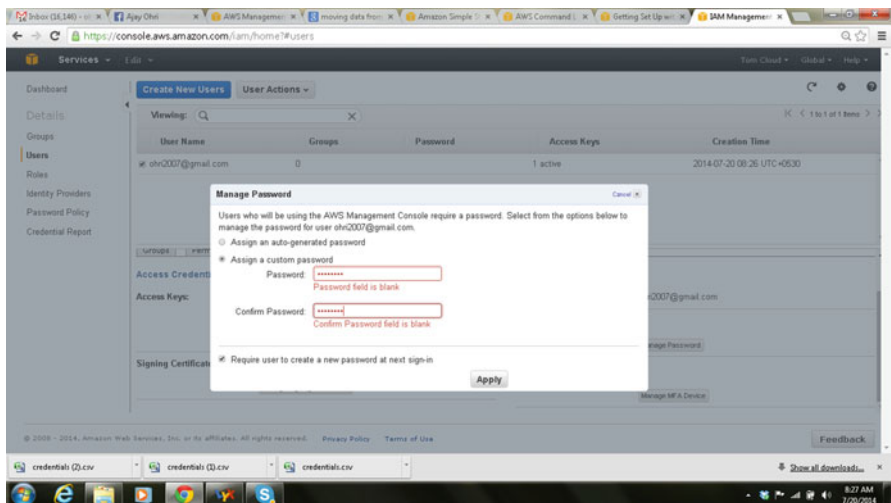 Inbox (16,146) - o
Ajay Ohri
AWS Managemen
moving data from
Amazon Simple S
AWS Command L
Getting Set Up wit
IAM Managemen
https://console.aws.amazon.com/iam/home?#users
Services
Edit
Tam Cloud
Global
Help
Dashboard
Create New Users
User Actions
Details
Viewing:
1 to 1 of 1 Items
Groups
User Name
Groups
Password
Access Keys
Creation Time
Users
ohri2007@gmail.com
0
1 active
2014-07-20 08:26 UTC+0530
Roles
Identity Providers
Password Policy
Credential Report
Manage Password
Cancel
Users who will be using the AWS Management Console require a password. Select from the options below to
manage the password for user ohri2007@gmail.com.
Assign an auto-generated password
Assign a custom password
Password:
Password field is blank
Confirm Password:
Confirm Password field is blank
Require user to create a new password at next sign-in
Apply
Groups
Access Credenti
Access Keys:
ri2007@gmail.com
nage Password
Signing Certificat
Manage MFA Device
© 2008 - 2014, Amazon Web Services, Inc. or its affiliates. All rights reserved.
Privacy Policy
Terms of Use
Feedback
credentials (2).csv
credentials (1).csv
credentials.csv
Show all downloads...
8:27 AM
7/20/2014